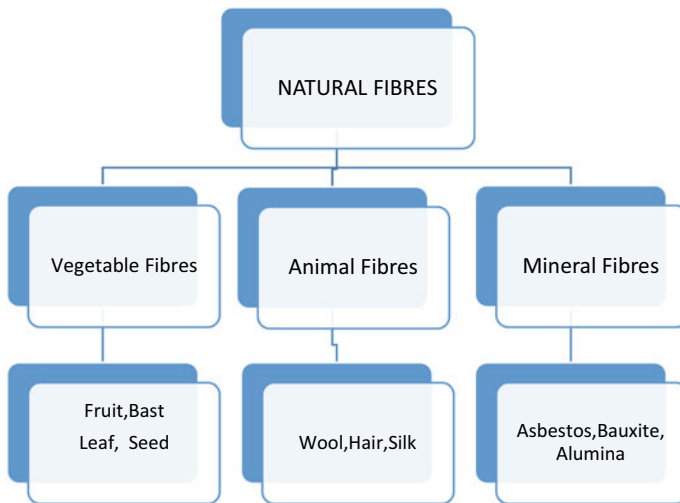 NATURAL FIBRES
Vegetable Fibres
Animal Fibres
Mineral Fibres
Fruit,Bast
Leaf, Seed
Wool,Hair,Silk
Asbestos,Bauxite,
Alumina